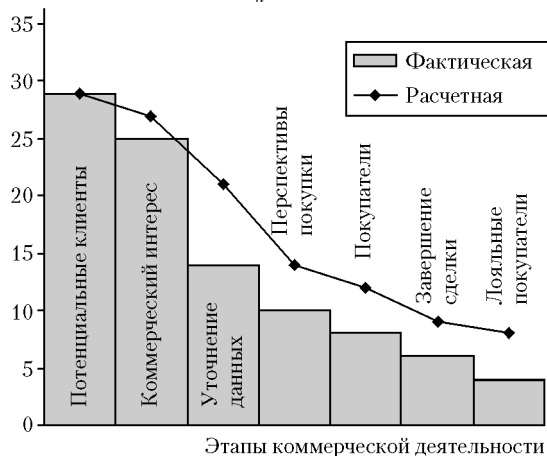 35
30
25
20
15
10
5
0
Фактическая
Расчетная
Потенциальные клиенты
Коммерческий интерес
Уточнение
данных
Перспективы
покупки
Покупатели
Завершение
сделки
Лояльные
покупатели
Этапы коммерческой деятельности